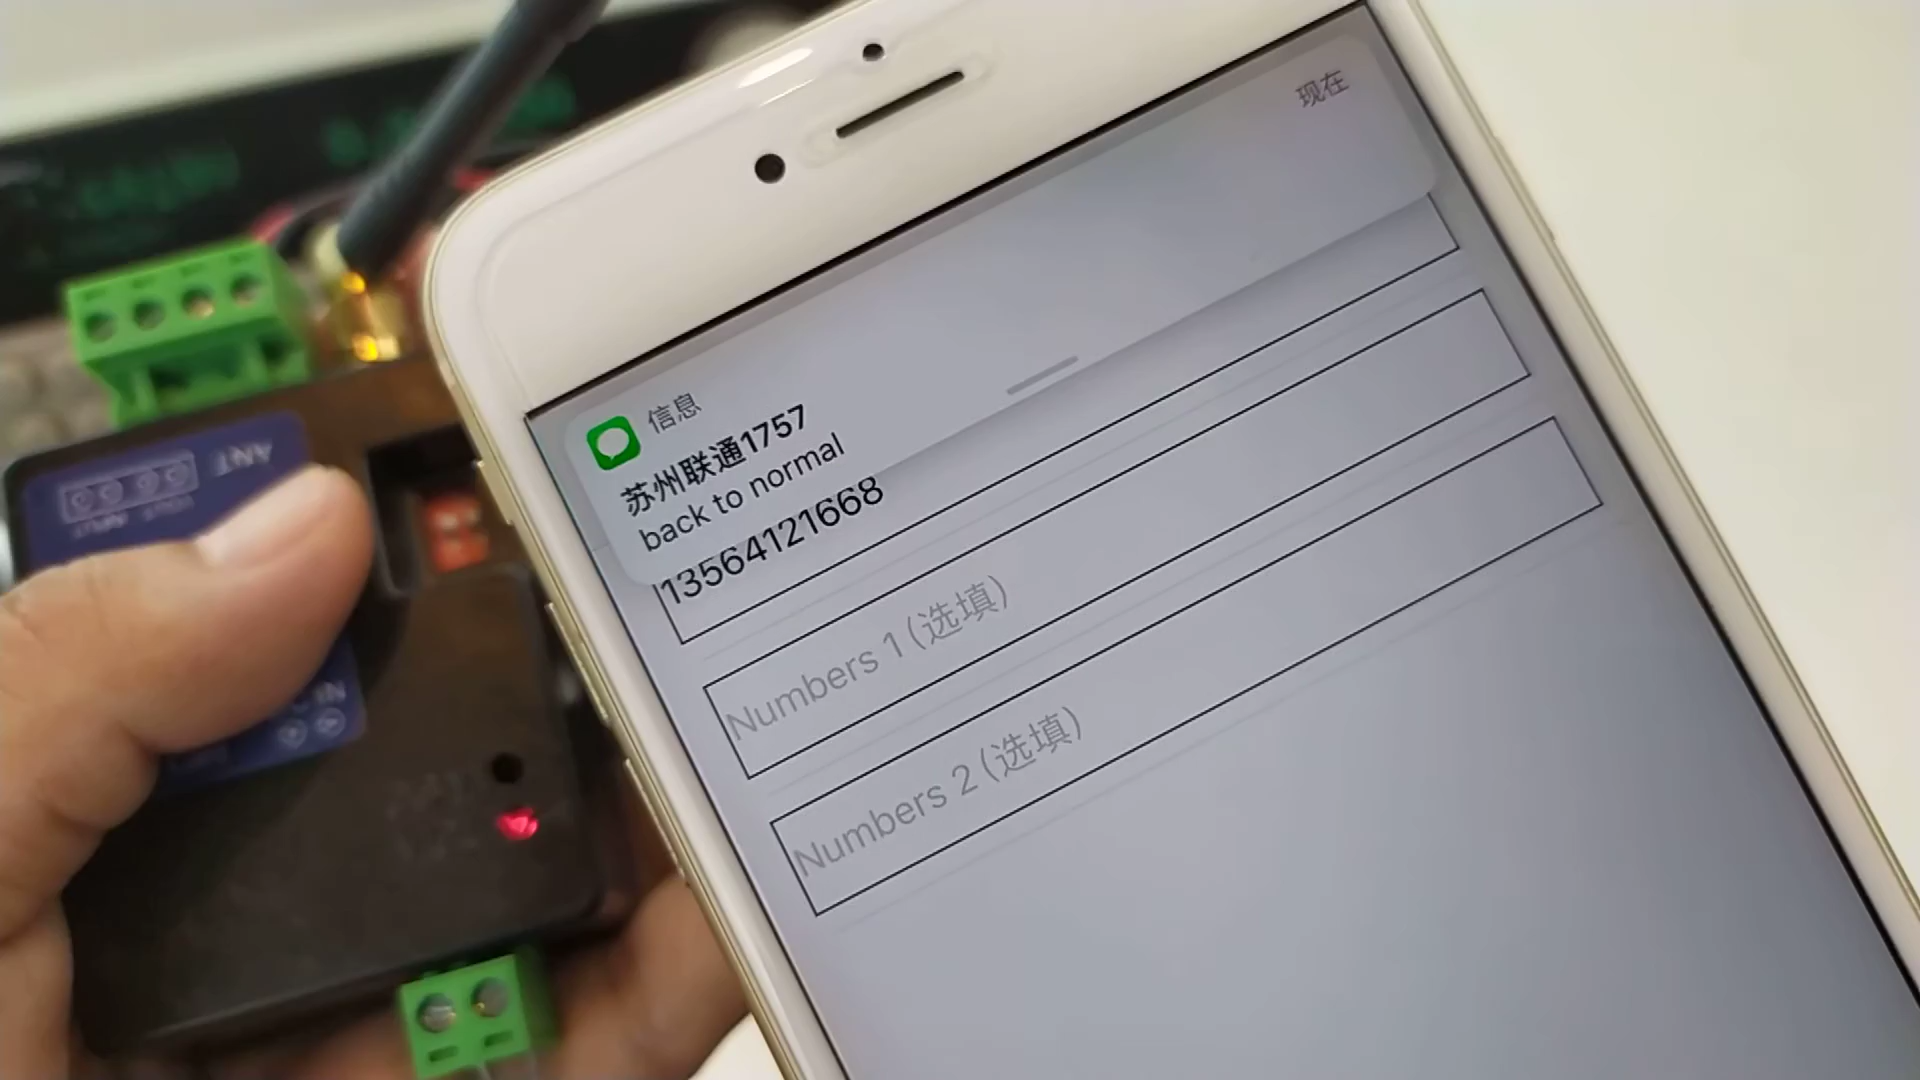 现在
信息
苏州联通1757
back to normal
13564121668
Numbers 1 (选填)
Numbers 2 (选填)
ANT